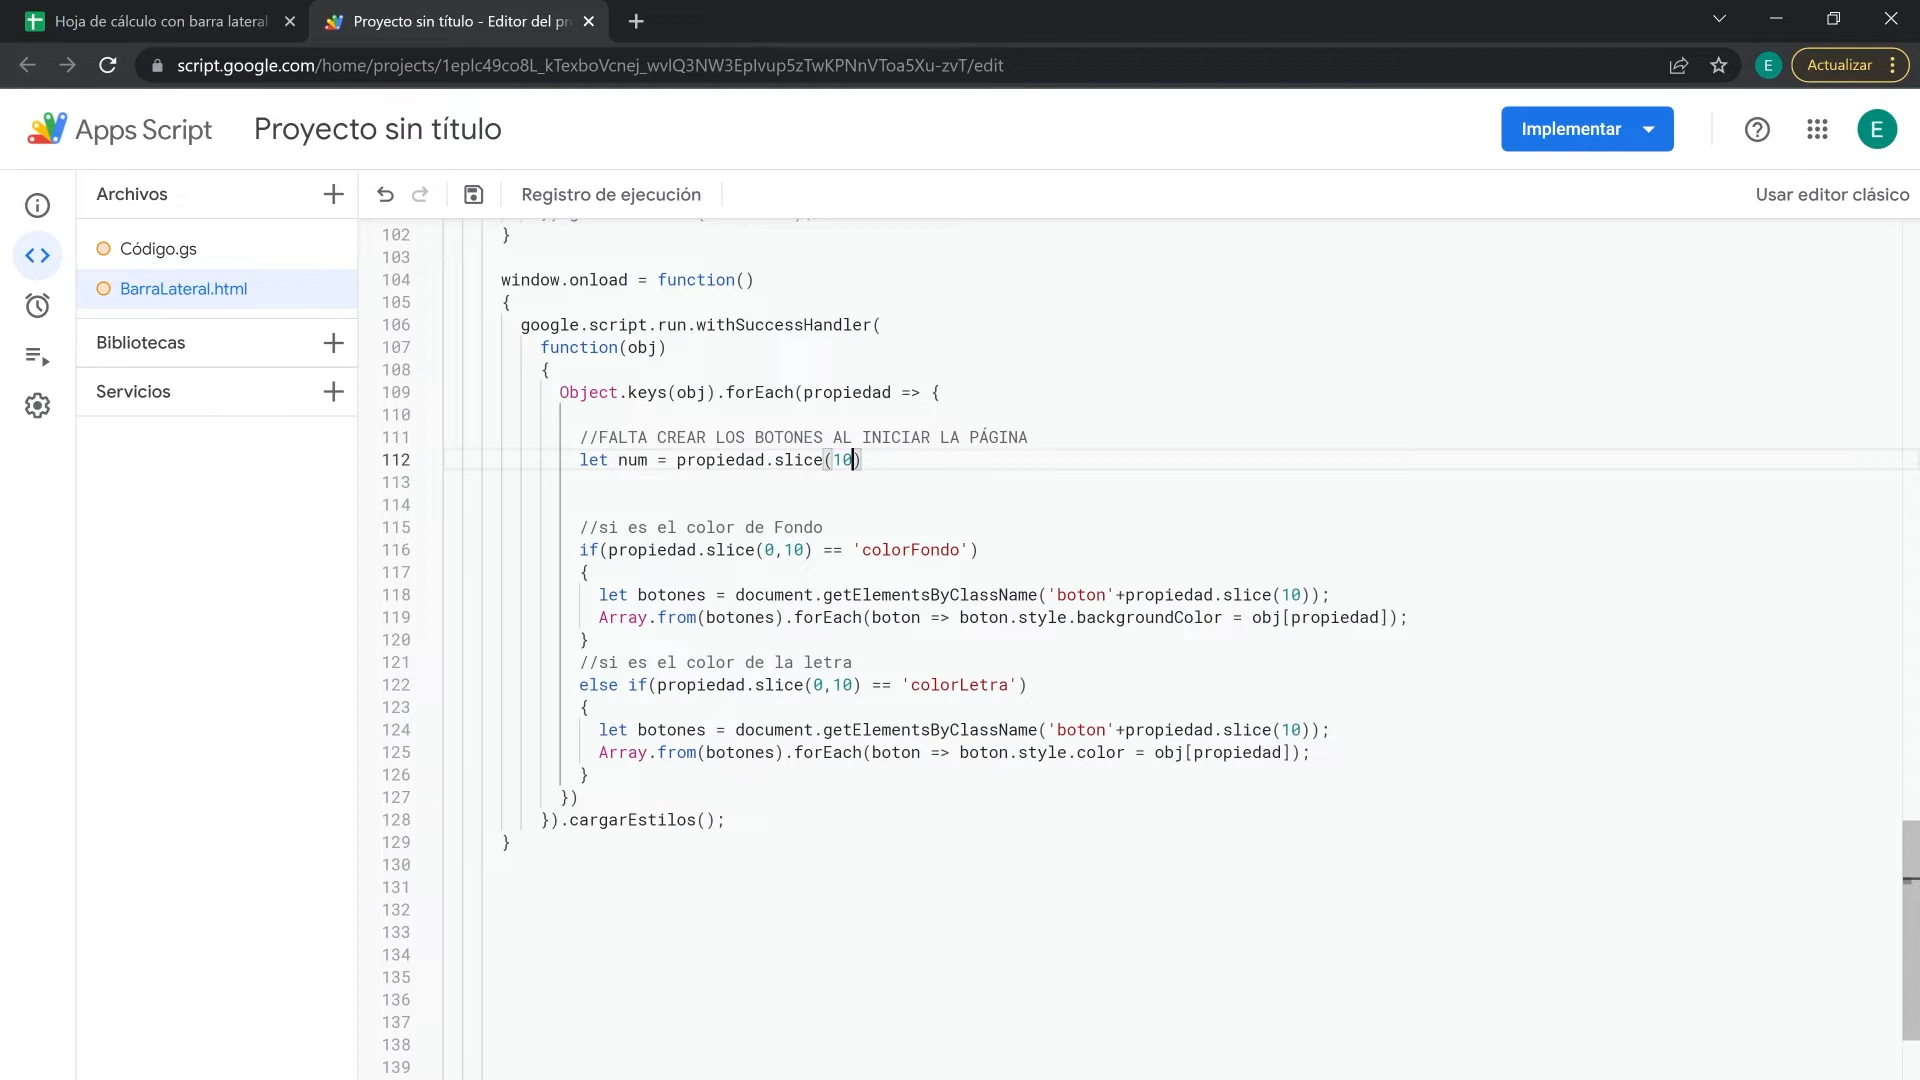 Hoja de cálculo con barra lateral
Proyecto sin título - Editor del pr
script.google.com/home/projects/1eplc49co8L_kTexboVcnej_wvlQ3NW3Eplvup5zTwKPNnVToa5Xu-zvT/edit
E
Actualizar
Apps Script
Proyecto sin título
Implementar
E
Archivos
Registro de ejecución
Usar editor clásico
Código.gs
BarraLateral.html
Bibliotecas
Servicios
102 }
103
104 window.onload = function()
105 {
106 google.script.run.withSuccessHandler(
107 function(obj)
108 {
109 Object.keys(obj).forEach(propiedad => {
110
111 //FALTA CREAR LOS BOTONES AL INICIAR LA PÁGINA
112 let num = propiedad.slice(10)
113
114
115 //si es el color de Fondo
116 if(propiedad.slice(0,10) == 'colorFondo')
117 {
118 let botones = document.getElementsByClassName('boton'+propiedad.slice(10));
119 Array.from(botones).forEach(boton => boton.style.backgroundColor = obj[propiedad]);
120 }
121 //si es el color de la letra
122 else if(propiedad.slice(0,10) == 'colorLetra')
123 {
124 let botones = document.getElementsByClassName('boton'+propiedad.slice(10));
125 Array.from(botones).forEach(boton => boton.style.color = obj[propiedad]);
126 }
127 })
128 }).cargarEstilos();
129 }
130
131
132
133
134
135
136
137
138
139